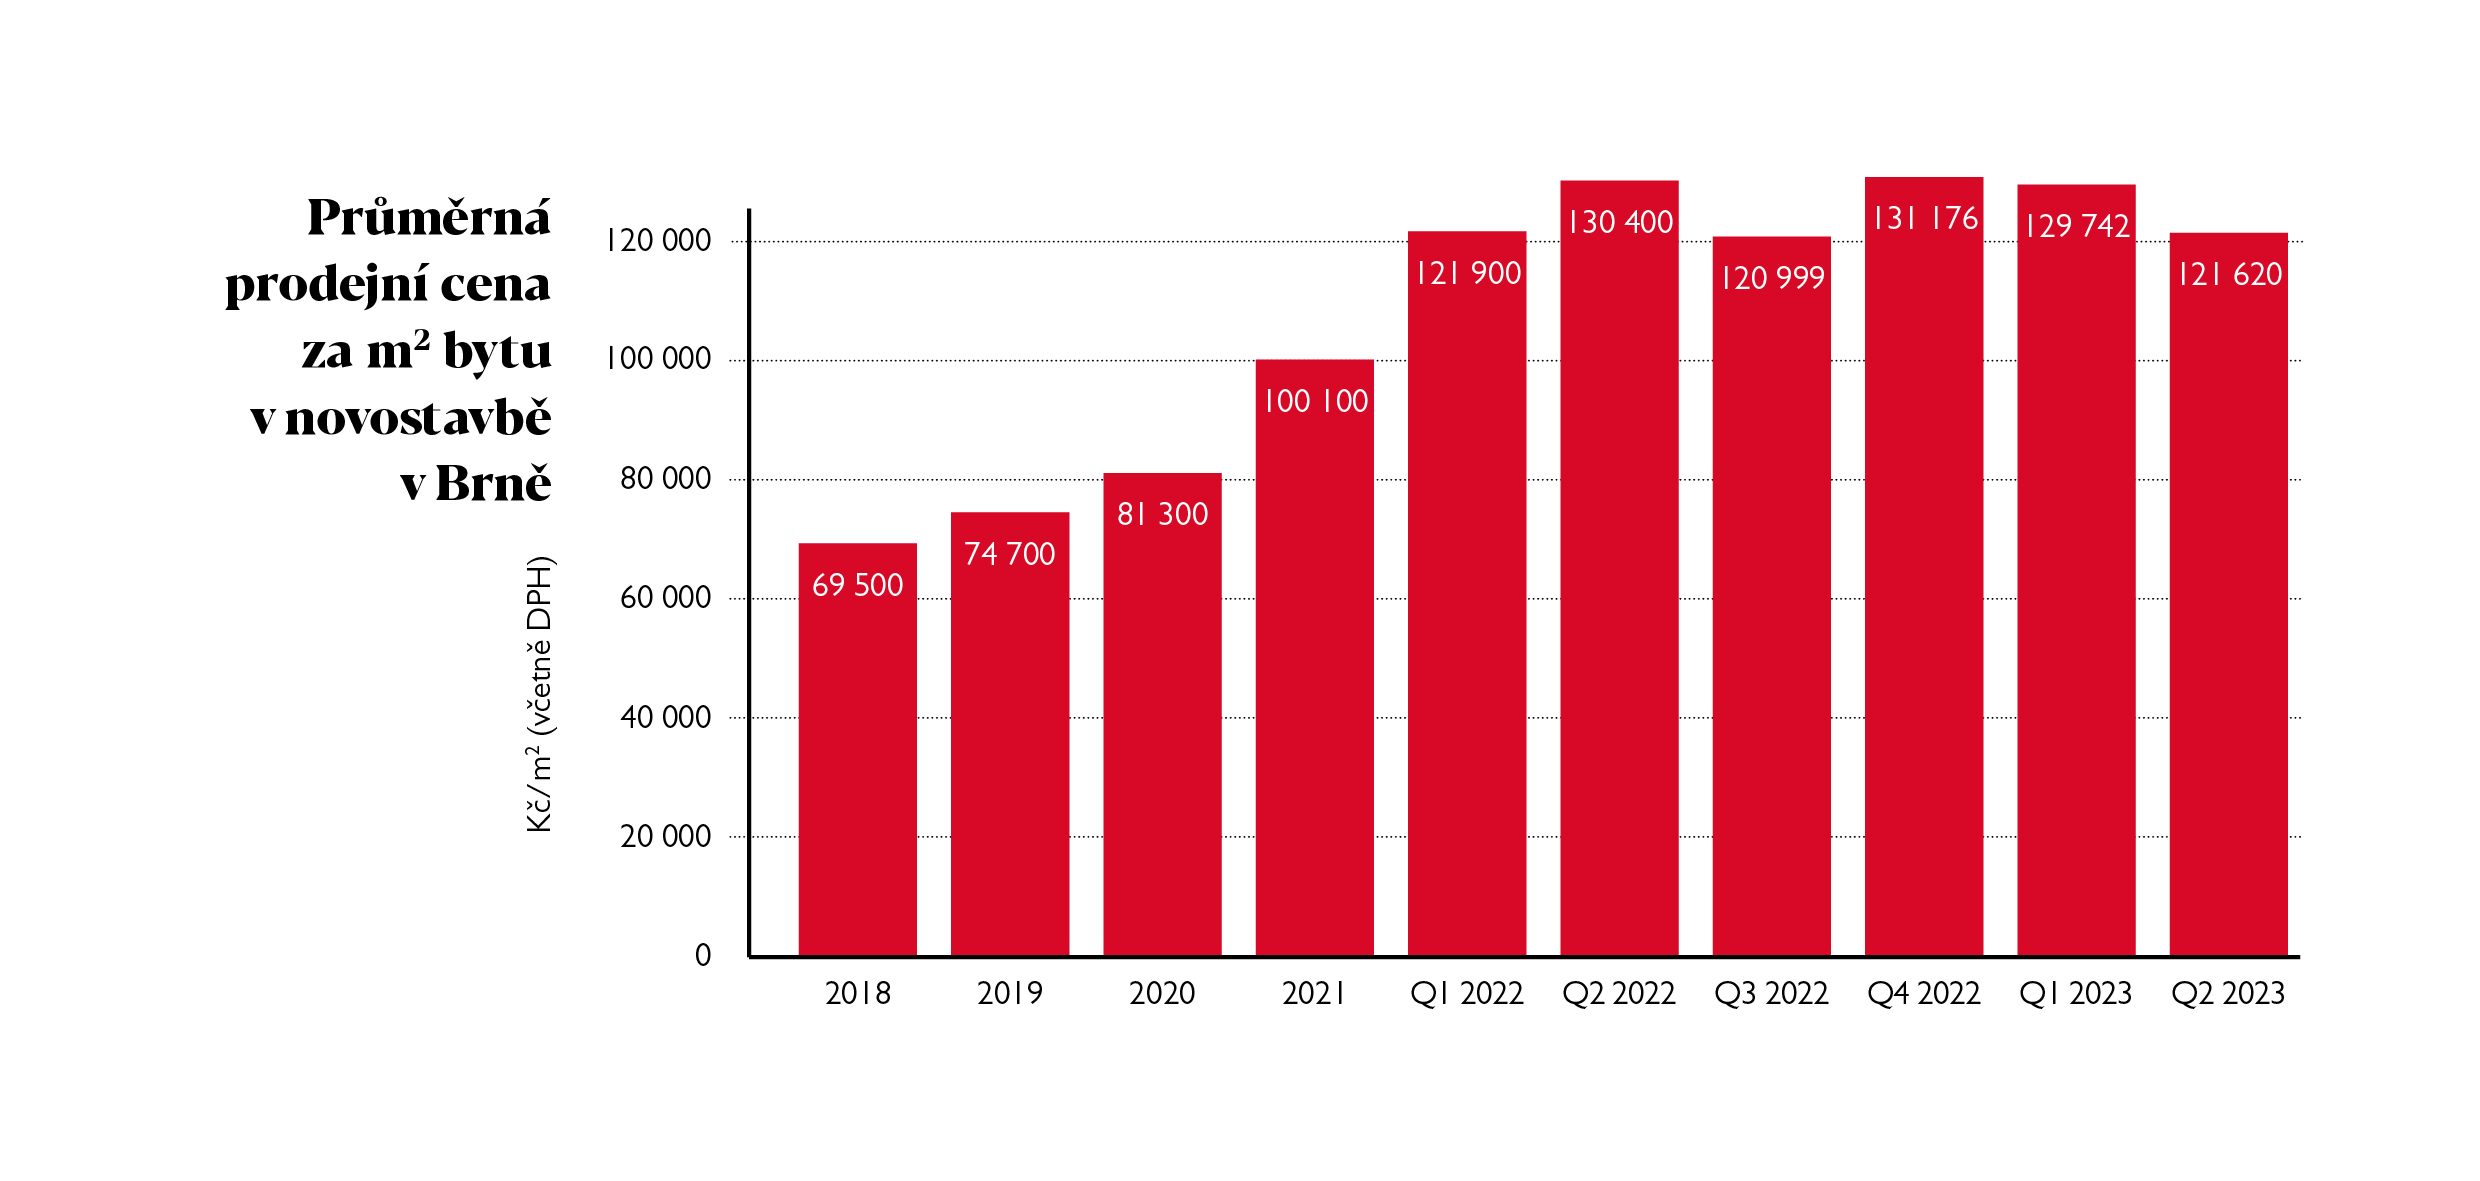 Průměrná
prodejní cena
za m² bytu
v novostavbě
v Brně
Kč/ m² (včetně DPH)
120 000
100 000
80 000
60 000
40 000
20 000
0
69 500
74 700
81 300
100 100
121 900
130 400
120 999
131 176
129 742
121 620
2018
2019
2020
2021
Q1 2022
Q2 2022
Q3 2022
Q4 2022
Q1 2023
Q2 2023